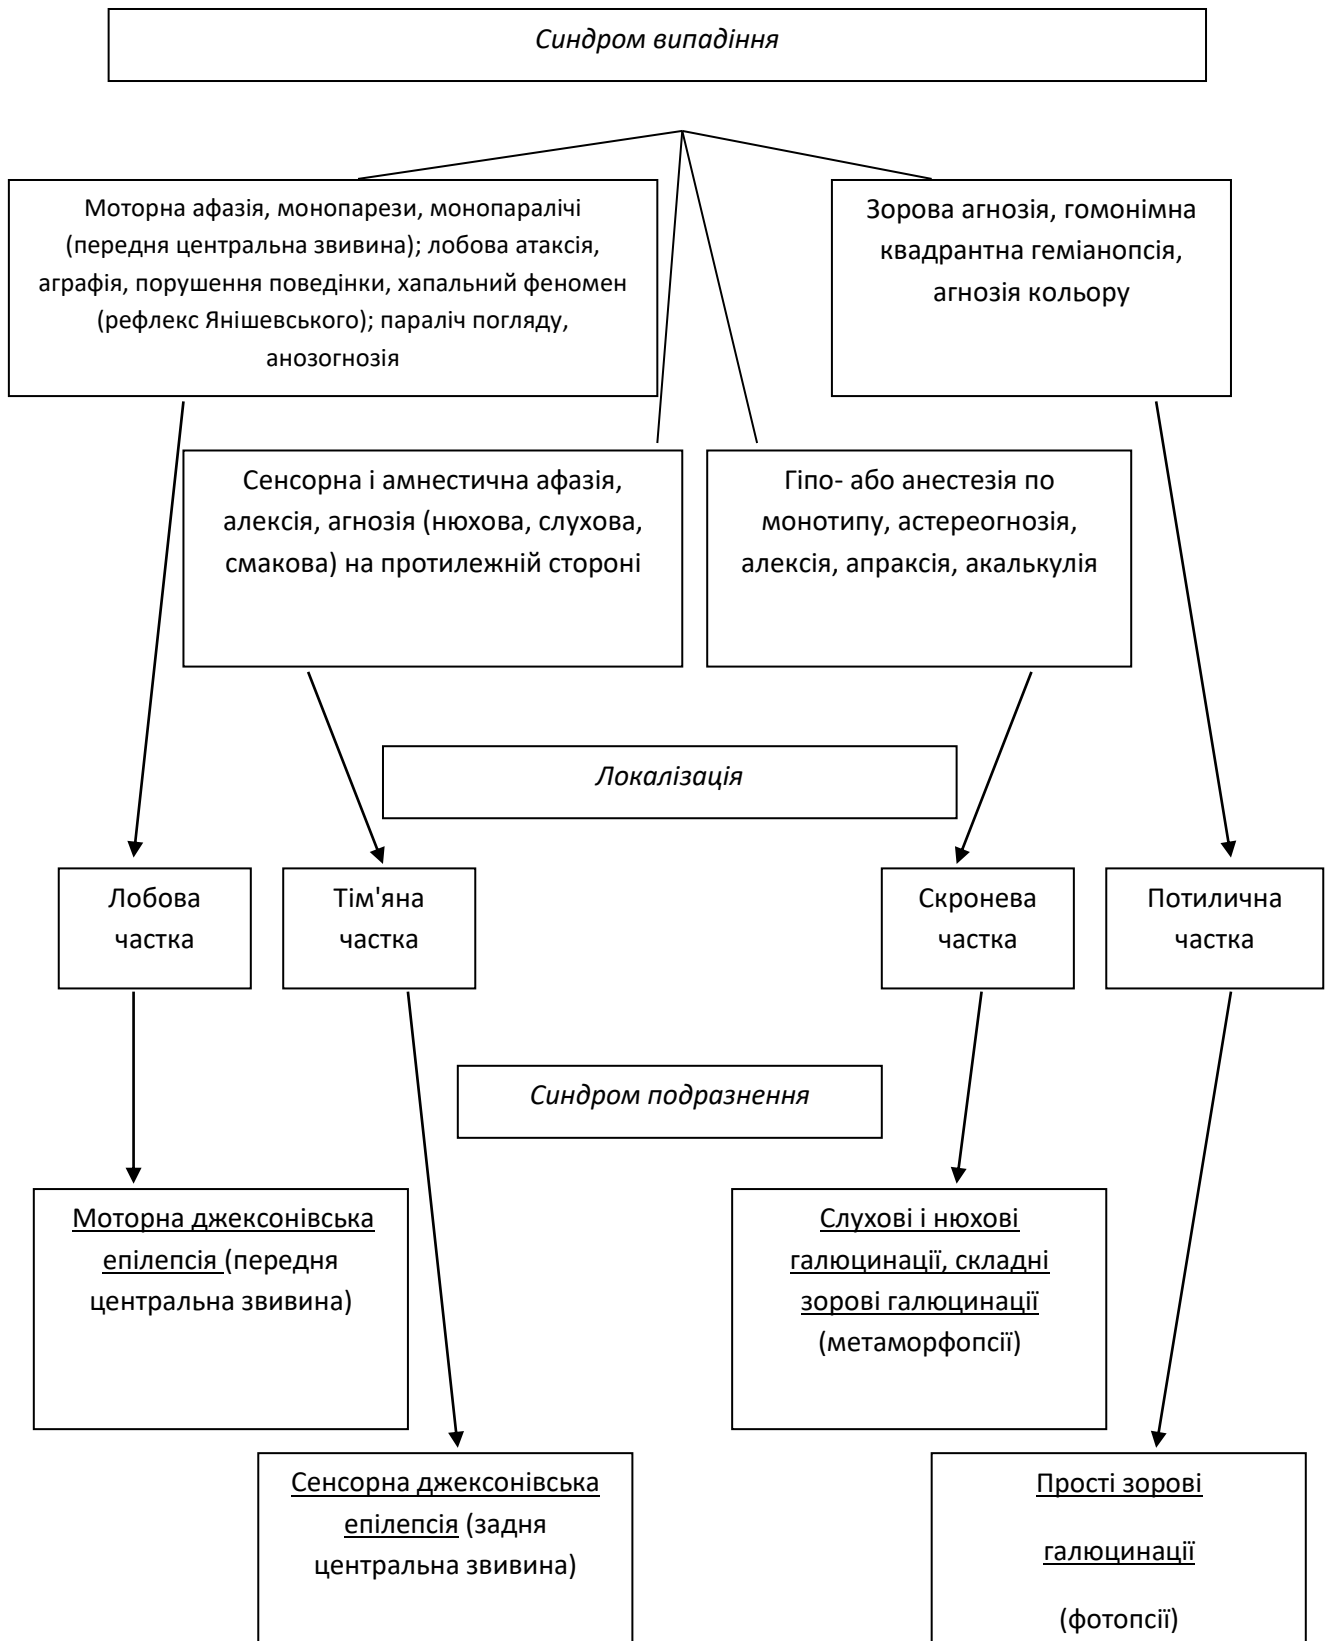 Синдром випадіння
Моторна афазія, монопарези, монопаралічі
(передня центральна звивина); лобова атаксія,
аграфія, порушення поведінки, хапальний феномен
(рефлекс Янішевського); параліч погляду,
анозогнозія
Зорова агнозія, гомонімна
квадрантна геміанопсія,
агнозія кольору
Сенсорна і амнестична афазія,
алексія, агнозія (нюхова, слухова,
смакова) на протилежній стороні
Гіпо- або анестезія по
монотипу, астереогнозія,
алексія, апраксія, акалькулія
Локалізація
Лобова
частка
Тім'яна
частка
Скронева
частка
Потилична
частка
Синдром подразнення
Моторна джексонівська
епілепсія (передня
центральна звивина)
Слухові і нюхові
галюцинації, складні
зорові галюцинації
(метаморфопсії)
Сенсорна джексонівська
епілепсія (задня
центральна звивина)
Прості зорові
галюцинації
(фотопсії)